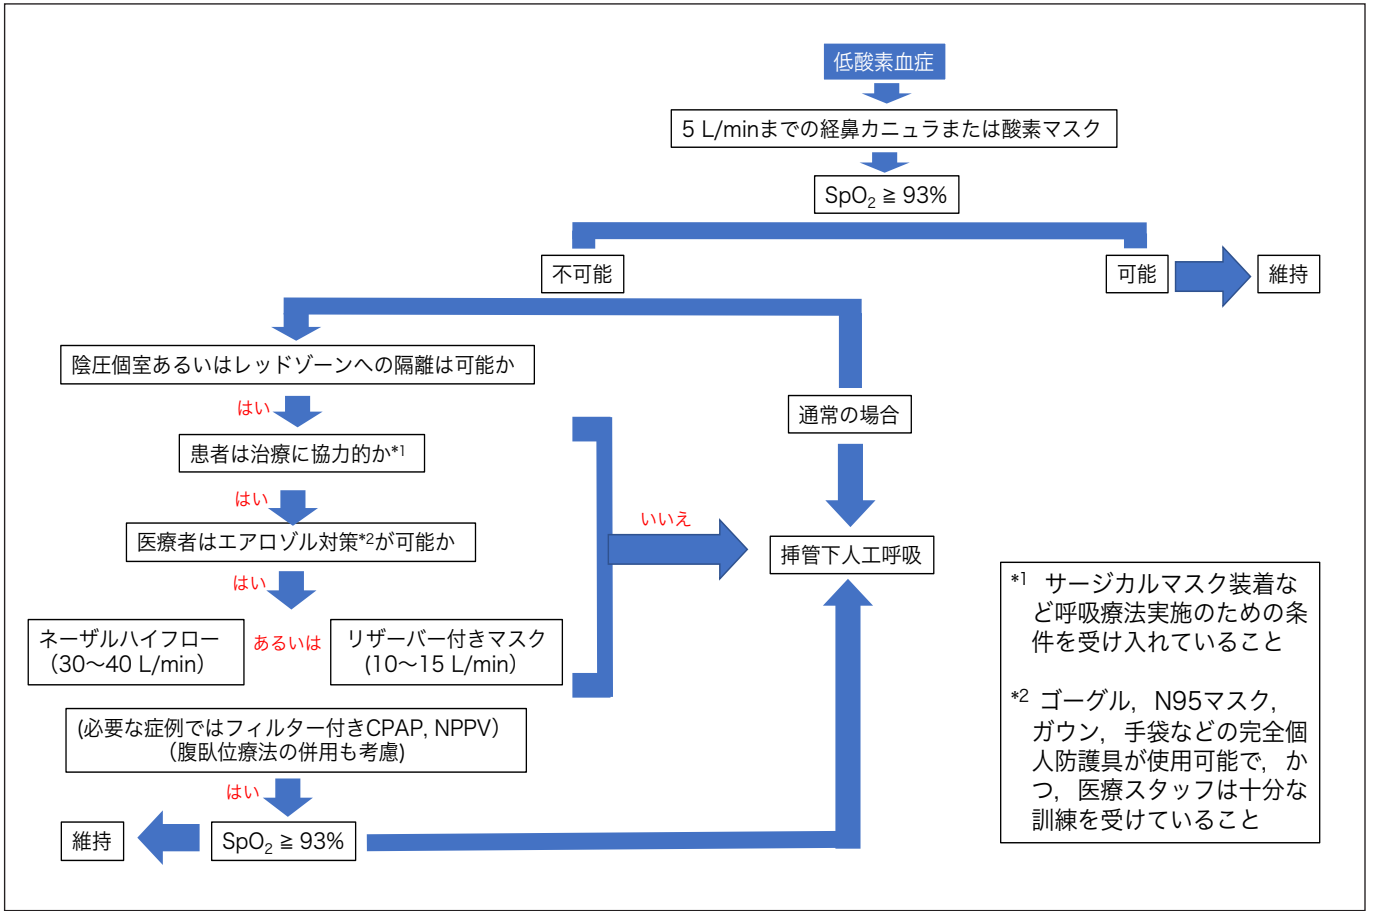 低酸素血症
5 L/minまでの経鼻カニュラまたは酸素マスク
SpO₂ ≧ 93%
不可能
可能
維持
陰圧個室あるいはレッドゾーンへの隔離は可能か
はい
通常の場合
患者は治療に協力的か*1
はい
いいえ
医療者はエアロゾル対策*2が可能か
挿管下人工呼吸
はい
ネーザルハイフロー
（30〜40 L/min）
あるいは
リザーバー付きマスク
(10〜15 L/min）
(必要な症例ではフィルター付きCPAP, NPPV）
（腹臥位療法の併用も考慮)
はい
維持
SpO₂ ≧ 93%
*1 サージカルマスク装着な
ど呼吸療法実施のための条
件を受け入れていること
*2 ゴーグル，N95マスク，
ガウン，手袋などの完全個
人防護具が使用可能で，か
つ，医療スタッフは十分な
訓練を受けていること